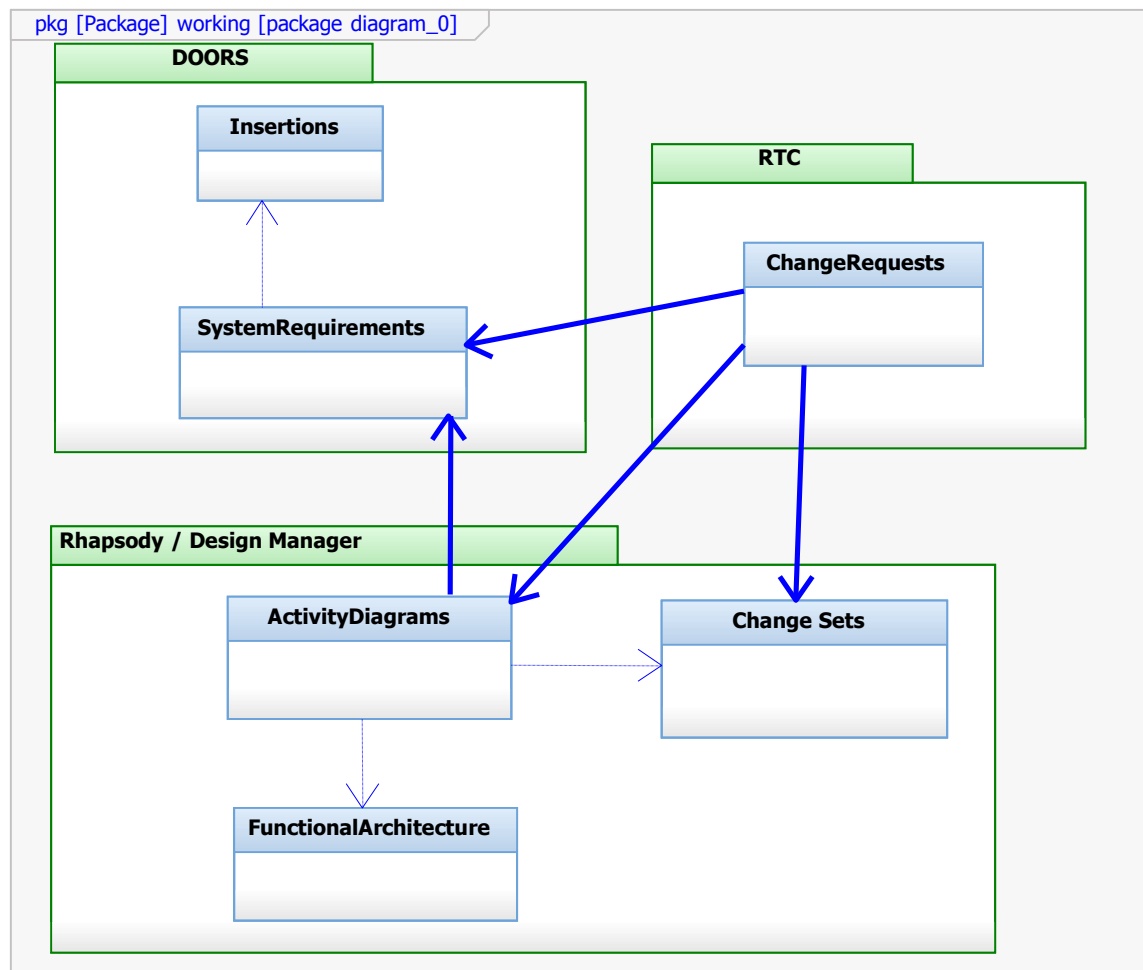 pkg [Package] working [package diagram_0]
DOORS
Insertions
RTC
ChangeRequests
SystemRequirements
Rhapsody / Design Manager
ActivityDiagrams
Change Sets
FunctionalArchitecture